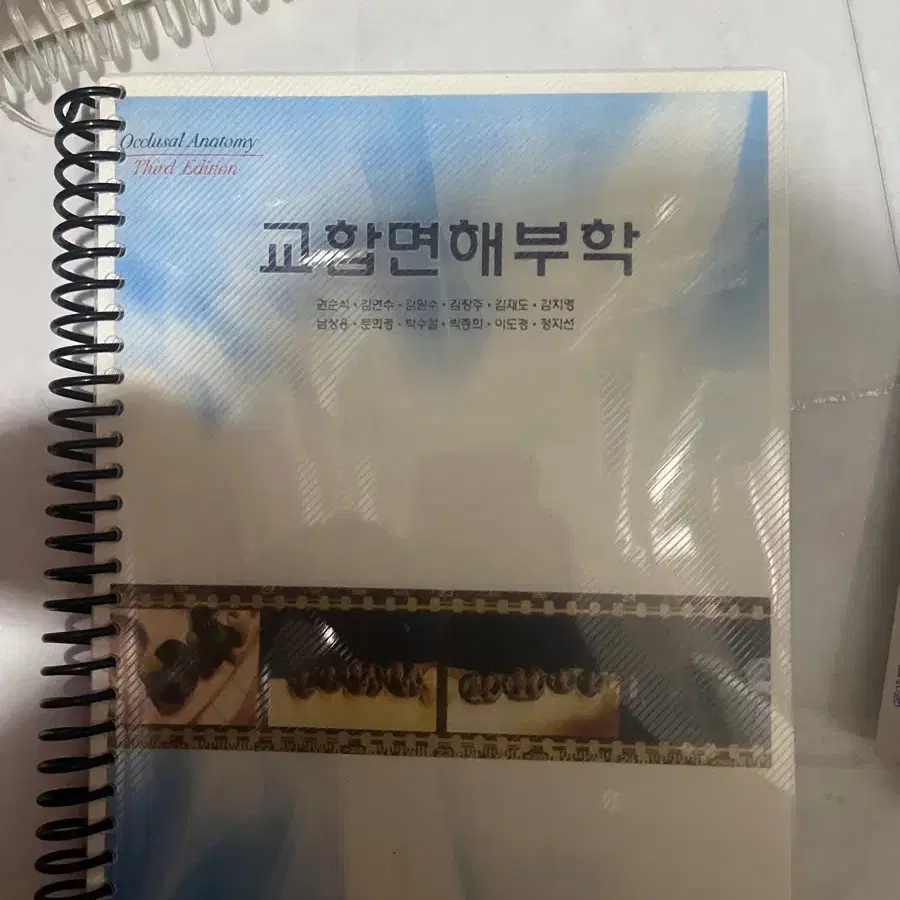 Occlusal Anatomy
Third Edition
교합면해부학
권순석・김연수・김원수・김장주・김재도・김치영
남상용・문희경・박수철・박종희・이도경・정지선